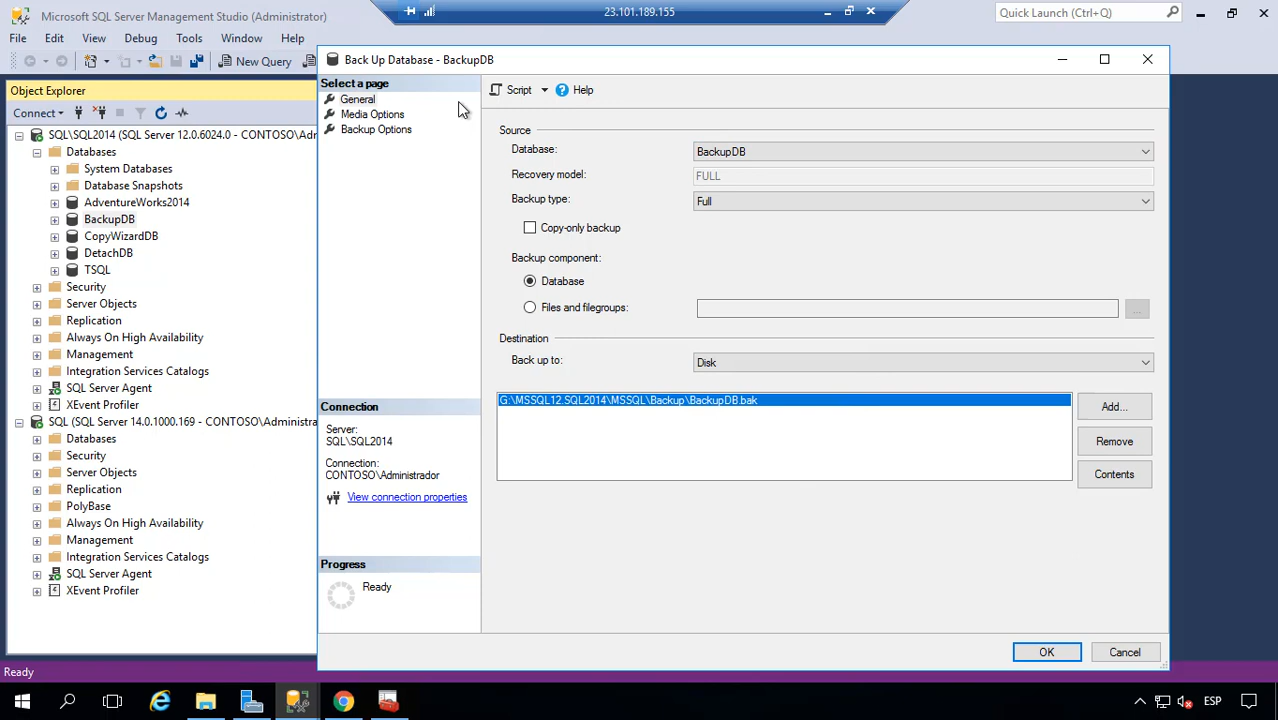 Microsoft SQL Server Management Studio (Administrator)
23.101.189.155
Quick Launch (Ctrl+Q)
File
Edit
View
Debug
Tools
Window
Help
New Query
Object Explorer
Connect
SQL\SQL2014 (SQL Server 12.0.6024.0 - CONTOSO\Adm
Databases
System Databases
Database Snapshots
AdventureWorks2014
BackupDB
CopyWizardDB
DetachDB
TSQL
Security
Server Objects
Replication
Always On High Availability
Management
Integration Services Catalogs
SQL Server Agent
XEvent Profiler
SQL (SQL Server 14.0.1000.169 - CONTOSO\Administra
Databases
Security
Server Objects
Replication
PolyBase
Always On High Availability
Management
Integration Services Catalogs
SQL Server Agent
XEvent Profiler
Back Up Database - BackupDB
Select a page
General
Media Options
Backup Options
Connection
Server:
SQL\SQL2014
Connection:
CONTOSO\Administrador
View connection properties
Progress
Ready
Script
Help
Source
Database:
BackupDB
Recovery model:
FULL
Backup type:
Full
Copy-only backup
Backup component:
Database
Files and filegroups:
...
Destination
Back up to:
Disk
G:\MSSQL12.SQL2014\MSSQL\Backup\BackupDB.bak
Add...
Remove
Contents
OK
Cancel
Ready
ESP